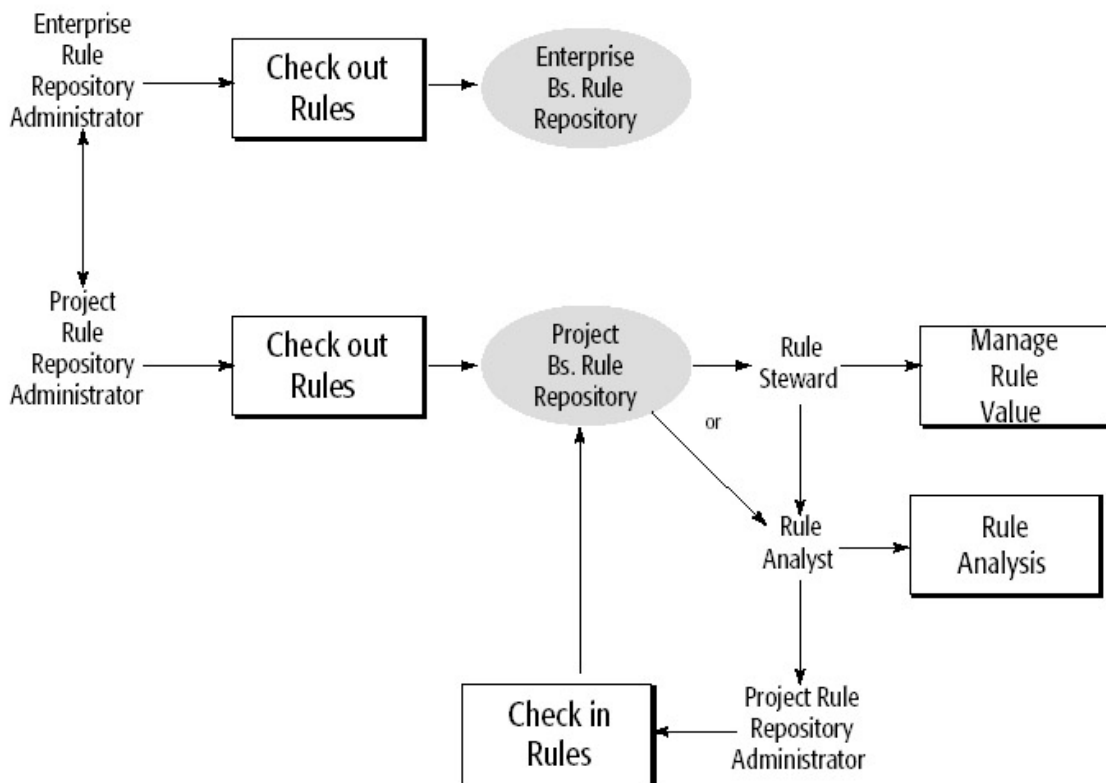 Enterprise
Rule
Repository
Administrator
Check out
Rules
Enterprise
Bs. Rule
Repository
Project
Rule
Repository
Administrator
Check out
Rules
Project
Bs. Rule
Repository
or
Rule
Steward
Manage
Rule
Value
Rule
Analyst
Rule
Analysis
Check in
Rules
Project Rule
Repository
Administrator